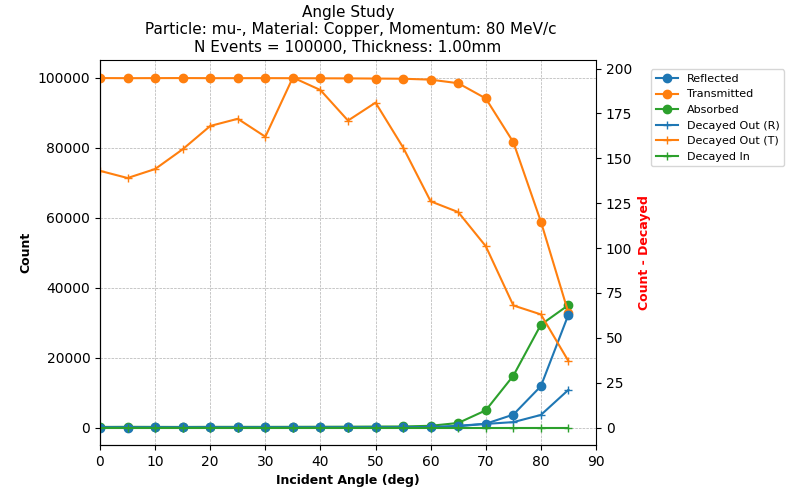 Angle Study
Particle: mu-, Material: Copper, Momentum: 80 MeV/c
N Events = 100000, Thickness: 1.00mm
100000
80000
60000
40000
20000
0
Count
0 10 20 30 40 50 60 70 80 90
Incident Angle (deg)
200
175
150
125
100
75
50
25
0
Count - Decayed
Reflected
Transmitted
Absorbed
Decayed Out (R)
Decayed Out (T)
Decayed In